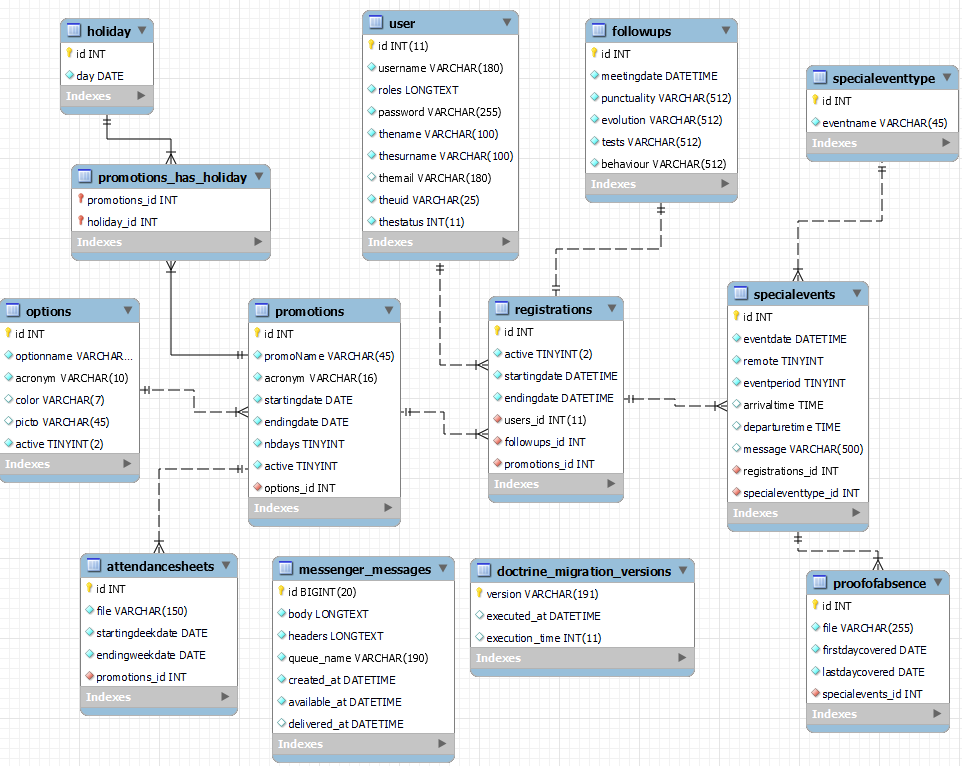 holiday
id INT
day DATE
Indexes
user
id INT(11)
username VARCHAR(180)
roles LONGTEXT
password VARCHAR(255)
thename VARCHAR(100)
thesurname VARCHAR(100)
themail VARCHAR(180)
theuid VARCHAR(25)
thestatus INT(11)
Indexes
followups
id INT
meetingdate DATETIME
punctuality VARCHAR(512)
evolution VARCHAR(512)
tests VARCHAR(512)
behaviour VARCHAR(512)
Indexes
specialeventtype
id INT
eventname VARCHAR(45)
Indexes
promotions_has_holiday
promotions_id INT
holiday_id INT
Indexes
options
id INT
optionname VARCHAR...
acronym VARCHAR(10)
color VARCHAR(7)
picto VARCHAR(45)
active TINYINT(2)
Indexes
promotions
id INT
promoName VARCHAR(45)
acronym VARCHAR(16)
startingdate DATE
endingdate DATE
nbdays TINYINT
active TINYINT
options_id INT
Indexes
registrations
id INT
active TINYINT(2)
startingdate DATETIME
endingdate DATETIME
users_id INT(11)
followups_id INT
promotions_id INT
Indexes
specialevents
id INT
eventdate DATETIME
remote TINYINT
eventperiod TINYINT
arrivaltime TIME
departuretime TIME
message VARCHAR(500)
registrations_id INT
specialeventtype_id INT
Indexes
attendancesheets
id INT
file VARCHAR(150)
startingdeekdate DATE
endingweekdate DATE
promotions_id INT
Indexes
messenger_messages
id BIGINT(20)
body LONGTEXT
headers LONGTEXT
queue_name VARCHAR(190)
created_at DATETIME
available_at DATETIME
delivered_at DATETIME
Indexes
doctrine_migration_versions
version VARCHAR(191)
executed_at DATETIME
execution_time INT(11)
Indexes
proofofabsence
id INT
file VARCHAR(255)
firstdaycovered DATE
lastdaycovered DATE
specialevents_id INT
Indexes